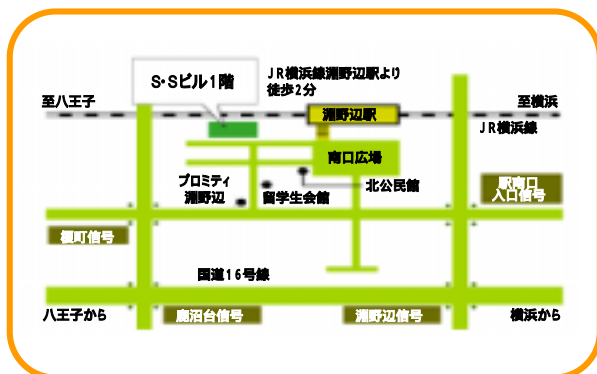 S・Sビル1階
JR横浜線淵野辺駅より
徒歩2分
至八王子
淵野辺駅
至横浜
JR横浜線
南口広場
プロミティ
淵野辺
留学生会館
北公民館
駅南口
入口信号
榎町信号
国道16号線
八王子から
鹿沼台信号
淵野辺信号
横浜から